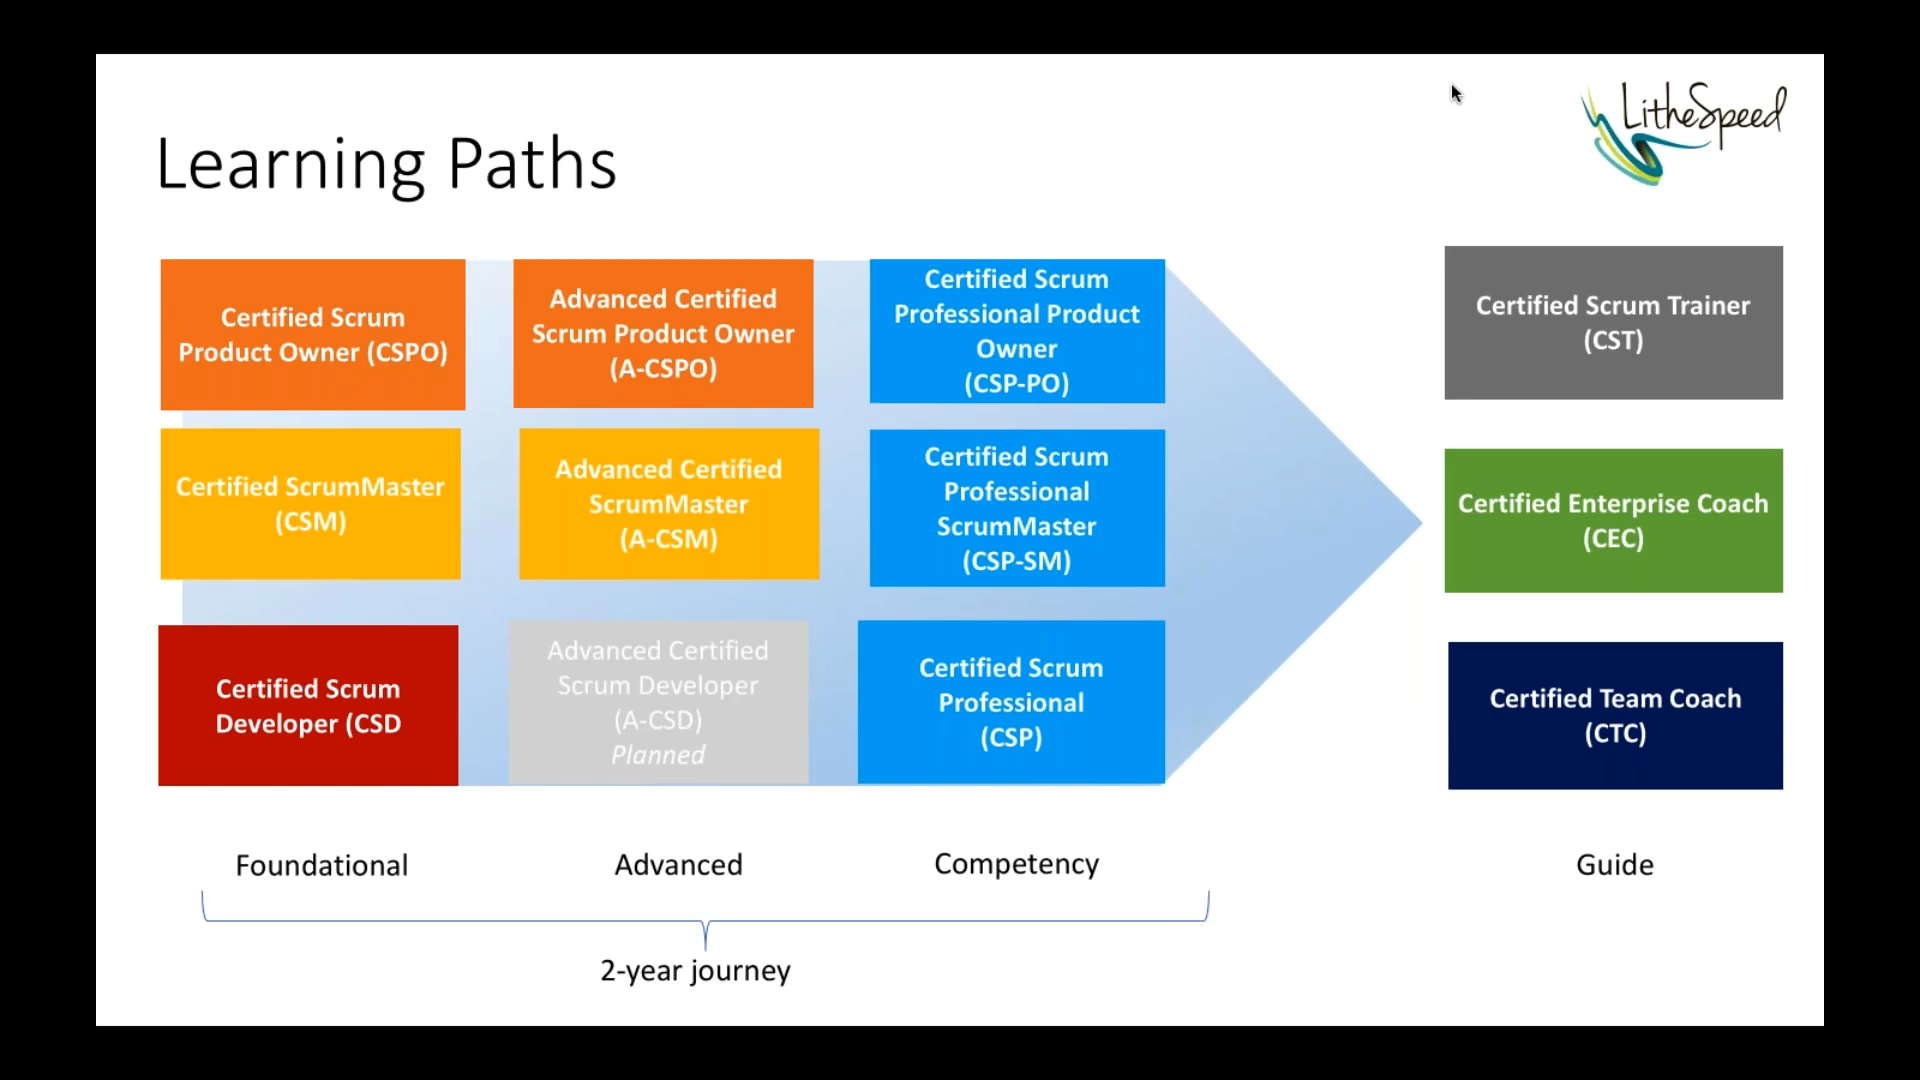 LitheSpeed
Learning Paths
Certified Scrum
Product Owner (CSPO)
Advanced Certified
Scrum Product Owner
(A-CSPO)
Certified Scrum
Professional Product
Owner
(CSP-PO)
Certified Scrum Trainer
(CST)
Certified ScrumMaster
(CSM)
Advanced Certified
ScrumMaster
(A-CSM)
Certified Scrum
Professional
ScrumMaster
(CSP-SM)
Certified Enterprise Coach
(CEC)
Certified Scrum
Developer (CSD
Advanced Certified
Scrum Developer
(A-CSD)
Planned
Certified Scrum
Professional
(CSP)
Certified Team Coach
(CTC)
Foundational
Advanced
Competency
Guide
2-year journey